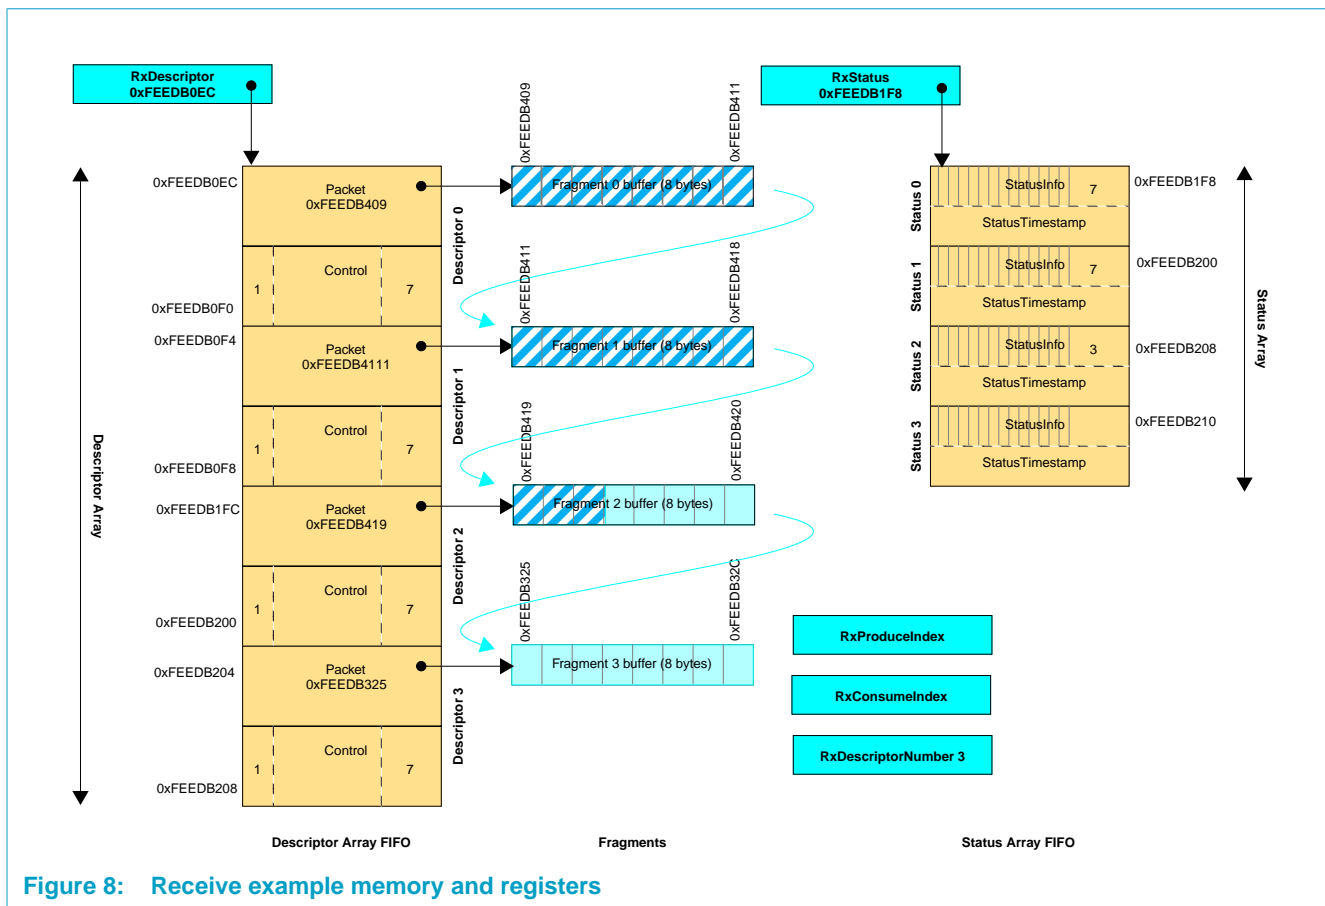 RxDescriptor
0xFEEDB0EC
RxStatus
0xFEEDB1F8
0xFEEDB409
0xFEEDB411
0xFEEDB0EC
Packet
0xFEEDB409
Descriptor 0
Fragment 0 buffer (8 bytes)
Status 0
StatusInfo
7
0xFEEDB1F8
StatusTimestamp
0xFEEDB411
0xFEEDB418
1
Control
7
0xFEEDB0F0
Status 1
StatusInfo
7
0xFEEDB200
StatusTimestamp
0xFEEDB0F4
Packet
0xFEEDB4111
Descriptor 1
Fragment 1 buffer (8 bytes)
Status 2
StatusInfo
3
0xFEEDB208
StatusTimestamp
Status Array
0xFEEDB419
0xFEEDB420
1
Control
7
0xFEEDB0F8
Status 3
StatusInfo
0xFEEDB210
StatusTimestamp
Descriptor Array
0xFEEDB1FC
Packet
0xFEEDB419
Descriptor 2
Fragment 2 buffer (8 bytes)
0xFEEDB325
0xFEEDB32C
1
Control
7
0xFEEDB200
RxProduceIndex
0xFEEDB204
Packet
0xFEEDB325
Descriptor 3
Fragment 3 buffer (8 bytes)
RxConsumeIndex
1
Control
7
0xFEEDB208
RxDescriptorNumber 3
Descriptor Array FIFO
Fragments
Status Array FIFO
Figure 8: Receive example memory and registers